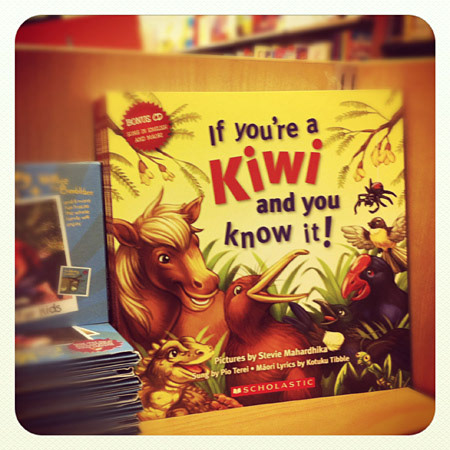 BONUS CD
SUNG IN ENGLISH
AND MAORI
If you're a
Kiwi
and you
know it!
Pictures by Stevie Mahardhika
by Pio Terei • Māori Lyrics by Kotuku Tibble
SCHOLASTIC